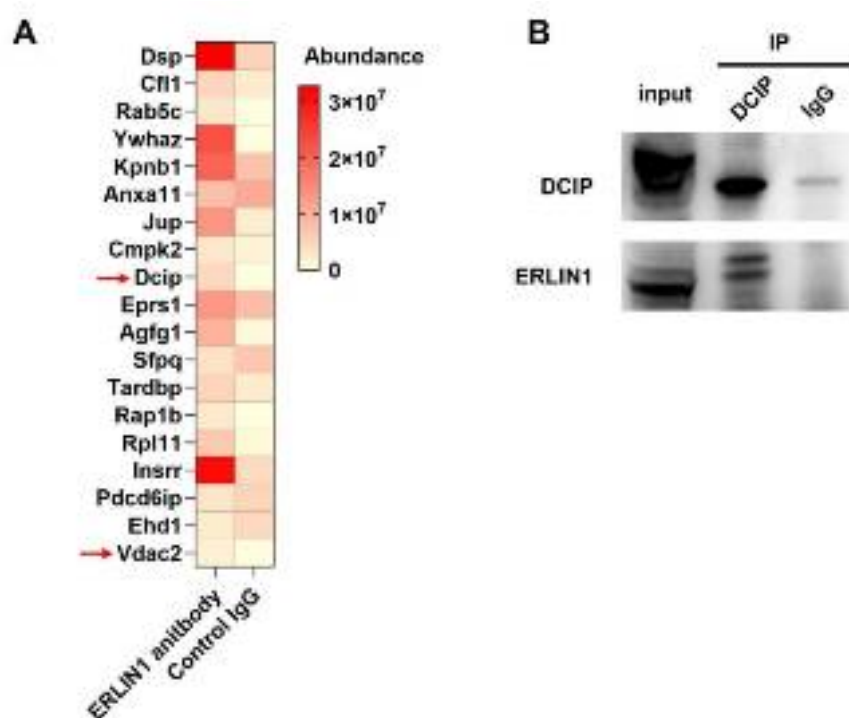 A
Dsp
Cfl1
Rab5c
Ywhaz
Kpnb1
Anxa11
Jup
Cmpk2
Dcip
Eprs1
Agfg1
Sfpq
Tardbp
Rap1b
Rpl11
Insrr
Pdcd6ip
Ehd1
Vdac2
ERLIN1 anitbody
Control IgG
Abundance
3×10⁷
2×10⁷
1×10⁷
0
B
IP
input
DCIP
IgG
DCIP
ERLIN1